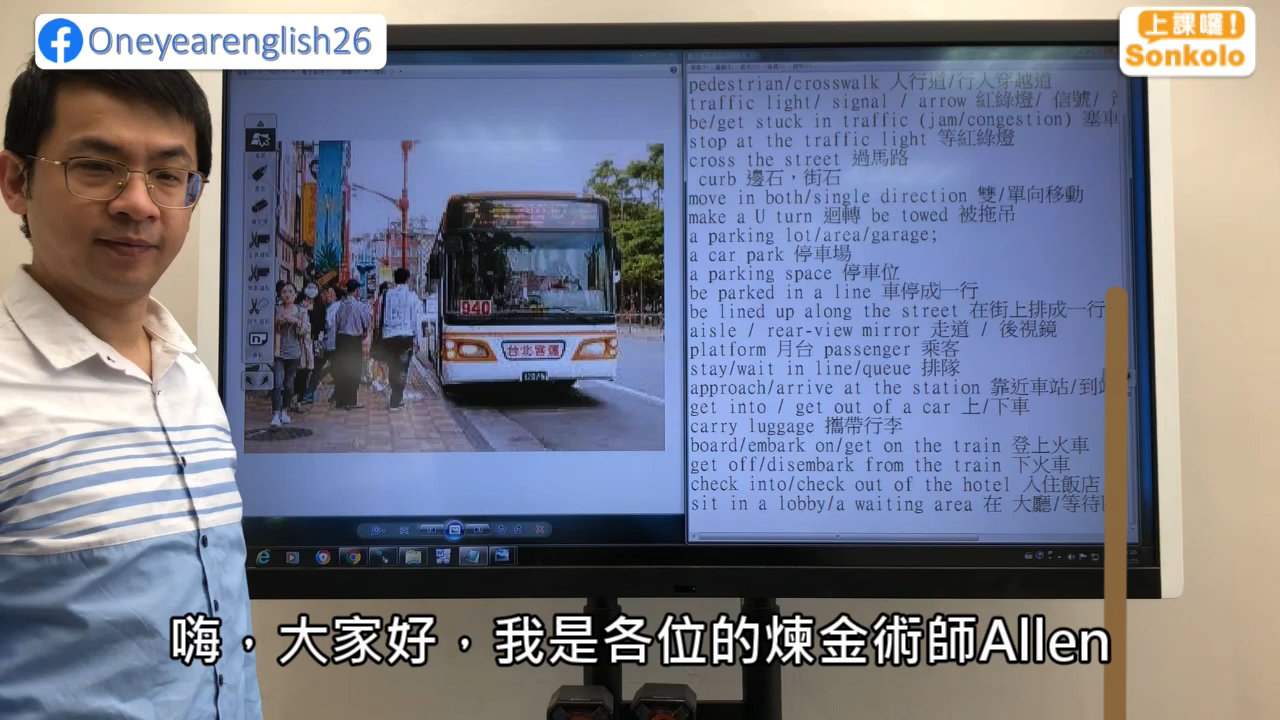 Oneyearenglish26
上課囉!
Sonkolo
pedestrian/crosswalk 人行道/行人穿越道
traffic light/ signal / arrow 紅綠燈/ 信號/
be/get stuck in traffic (jam/congestion) 塞車
stop at the traffic light 等紅綠燈
cross the street 過馬路
curb 邊石，街石
move in both/single direction 雙/單向移動
make a U turn 迴轉 be towed 被拖吊
a parking lot/area/garage;
a car park 停車場
a parking space 停車位
be parked in a line 車停成一行
be lined up along the street 在街上排成一行
aisle / rear-view mirror 走道 / 後視鏡
platform 月台 passenger 乘客
stay/wait in line/queue 排隊
approach/arrive at the station 靠近車站/到
get into / get out of a car 上/下車
carry luggage 攜帶行李
board/embark on/get on the train 登上火車
get off/disembark from the train 下火車
check into/check out of the hotel 入住飯店
sit in a lobby/a waiting area 在 大廳/等待
940
台北客運
嗨，大家好，我是各位的煉金術師Allen